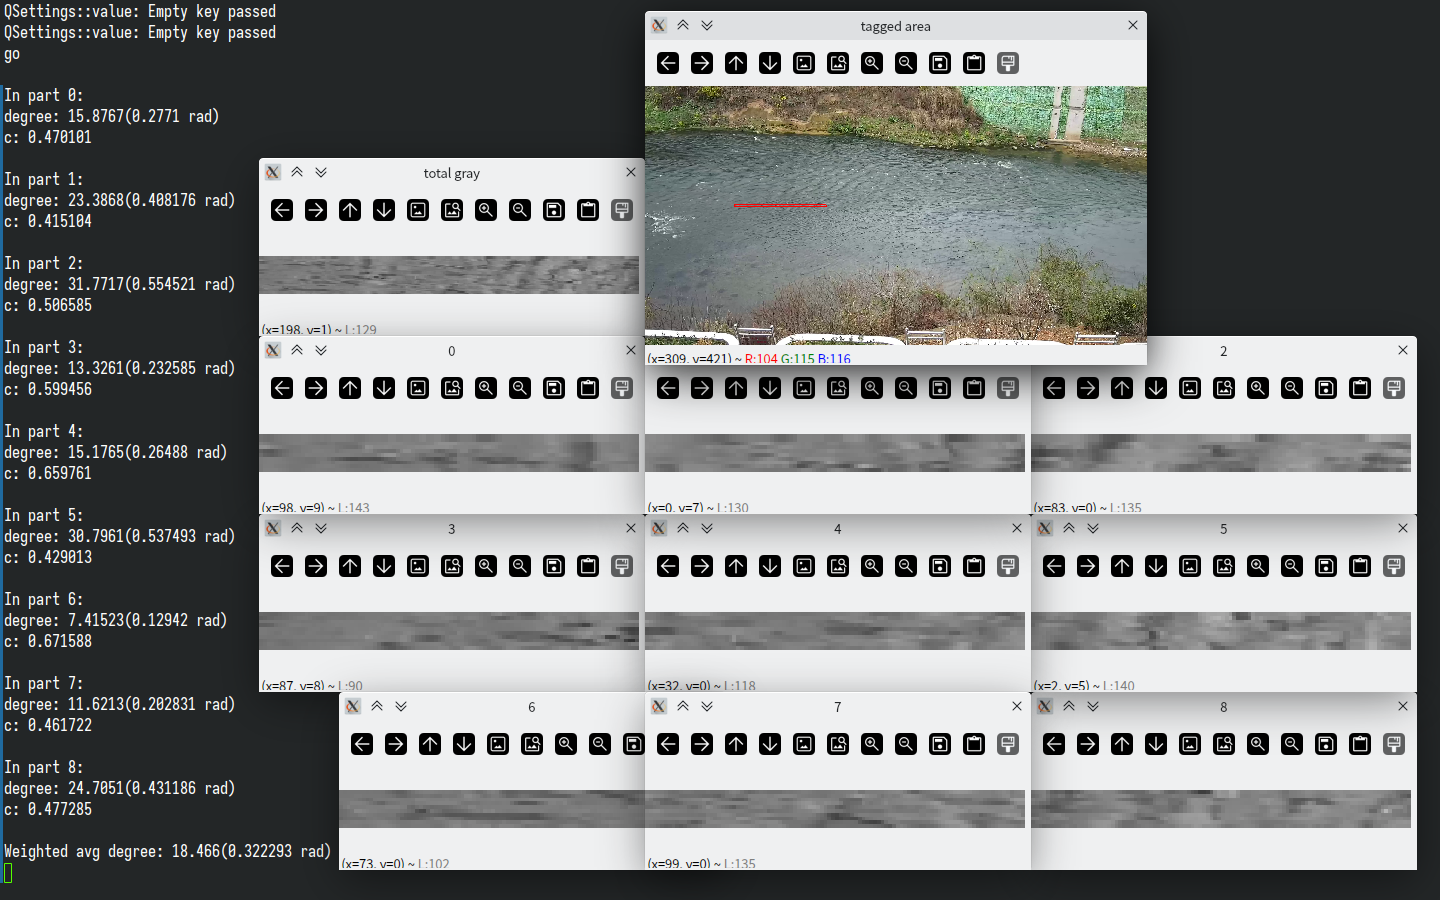 QSettings::value: Empty key passed
QSettings::value: Empty key passed
go
In part 0:
degree: 15.8767(0.2771 rad)
c: 0.470101
In part 1:
degree: 23.3868(0.408176 rad)
c: 0.415104
In part 2:
degree: 31.7717(0.554521 rad)
c: 0.506585
In part 3:
degree: 13.3261(0.232585 rad)
c: 0.599456
In part 4:
degree: 15.1765(0.26488 rad)
c: 0.659761
In part 5:
degree: 30.7961(0.537493 rad)
c: 0.429013
In part 6:
degree: 7.41523(0.12942 rad)
c: 0.671588
In part 7:
degree: 11.6213(0.202831 rad)
c: 0.461722
In part 8:
degree: 24.7051(0.431186 rad)
c: 0.477285
Weighted avg degree: 18.466(0.322293 rad)
tagged area
(x=309, y=421) ~ R:104 G:115 B:116
total gray
(x=198, y=1) ~ L:129
0
(x=98, y=9) ~ L:143
(x=0, y=7) ~ L:130
2
(x=83, y=0) ~ L:135
3
(x=87, y=8) ~ L:90
4
(x=32, y=0) ~ L:118
5
(x=2, y=5) ~ L:140
6
(x=73, y=0) ~ L:102
7
(x=99, y=0) ~ L:135
8